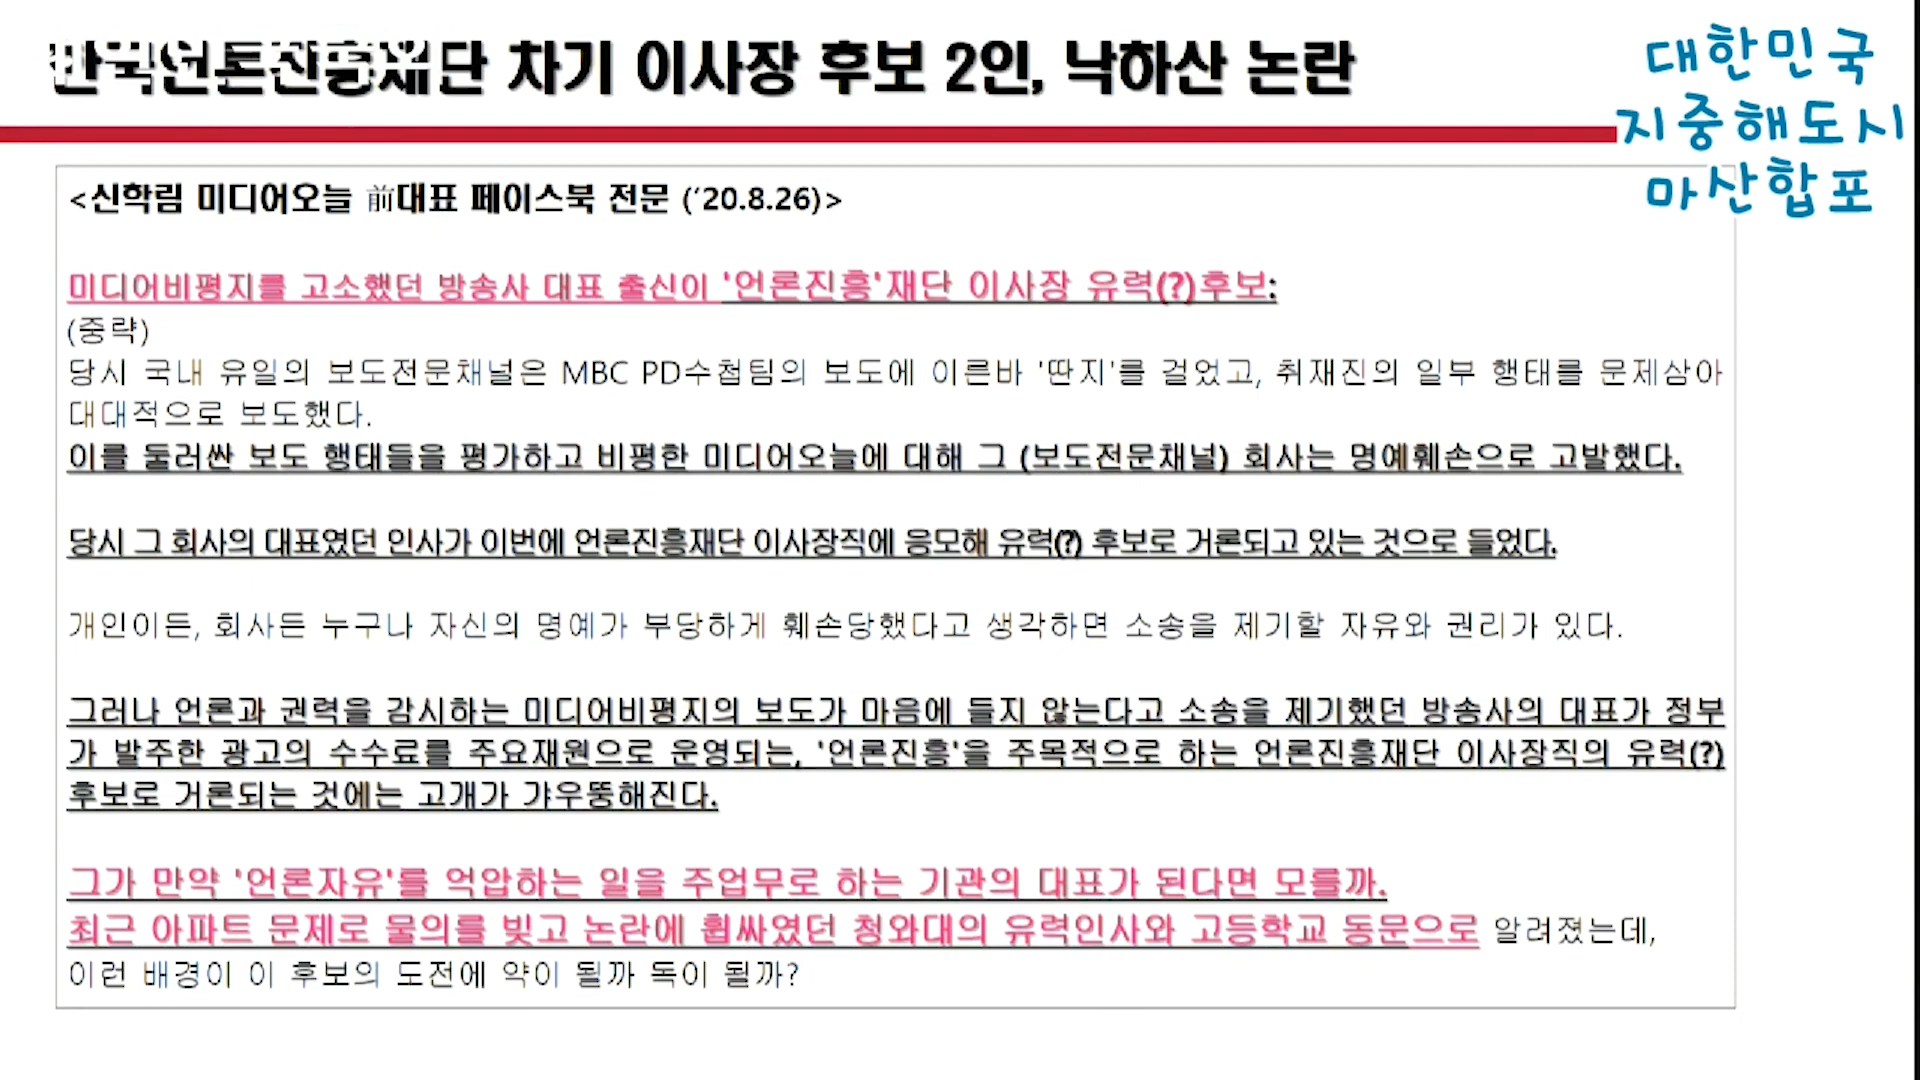 한국언론진흥재단 차기 이사장 후보 2인, 낙하산 논란
대한민국
지중해도시
마산합포
<신학림 미디어오늘 前대표 페이스북 전문 (‘20.8.26)>
미디어비평지를 고소했던 방송사 대표 출신이 '언론진흥'재단 이사장 유력(?)후보:
(중략)
당시 국내 유일의 보도전문채널은 MBC PD수첩팀의 보도에 이른바 '딴지'를 걸었고, 취재진의 일부 행태를 문제삼아
대대적으로 보도했다.
이를 둘러싼 보도 행태들을 평가하고 비평한 미디어오늘에 대해 그 (보도전문채널) 회사는 명예훼손으로 고발했다.
당시 그 회사의 대표였던 인사가 이번에 언론진흥재단 이사장직에 응모해 유력(?) 후보로 거론되고 있는 것으로 들었다.
개인이든, 회사든 누구나 자신의 명예가 부당하게 훼손당했다고 생각하면 소송을 제기할 자유와 권리가 있다.
그러나 언론과 권력을 감시하는 미디어비평지의 보도가 마음에 들지 않는다고 소송을 제기했던 방송사의 대표가 정부
가 발주한 광고의 수수료를 주요재원으로 운영되는, '언론진흥'을 주목적으로 하는 언론진흥재단 이사장직의 유력(?)
후보로 거론되는 것에는 고개가 갸우뚱해진다.
그가 만약 '언론자유'를 억압하는 일을 주업무로 하는 기관의 대표가 된다면 모를까.
최근 아파트 문제로 물의를 빚고 논란에 휩싸였던 청와대의 유력인사와 고등학교 동문으로 알려졌는데,
이런 배경이 이 후보의 도전에 약이 될까 독이 될까?